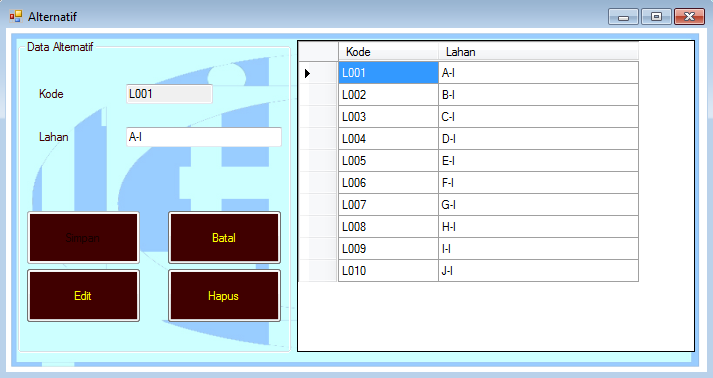 Alternatif
Data Alternatif
Kode L001
Lahan A-I
Simpan Batal
Edit Hapus
Kode Lahan
L001 A-I
L002 B-I
L003 C-I
L004 D-I
L005 E-I
L006 F-I
L007 G-I
L008 H-I
L009 I-I
L010 J-I